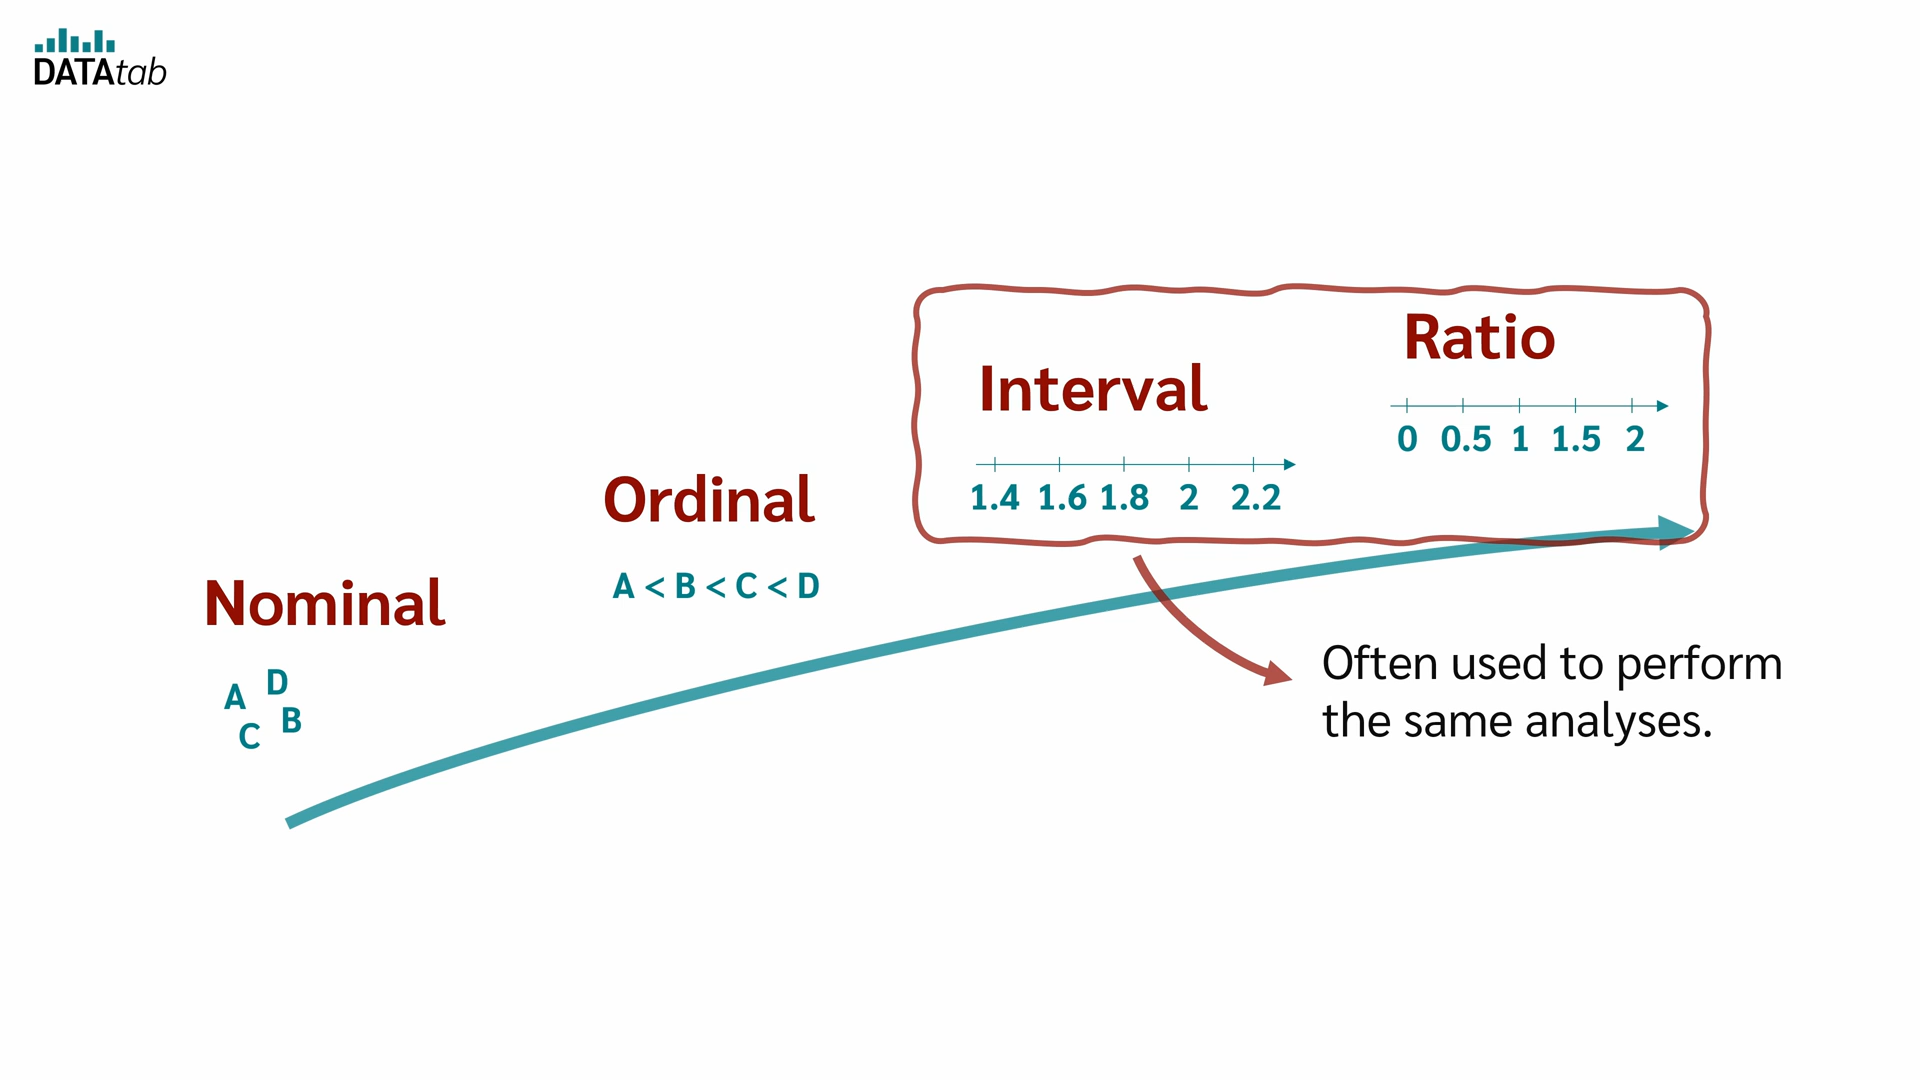 DATAtab
Ratio
0 0.5 1 1.5 2
Interval
1.4 1.6 1.8 2 2.2
Ordinal
A < B < C < D
Nominal
A D
C B
Often used to perform
the same analyses.